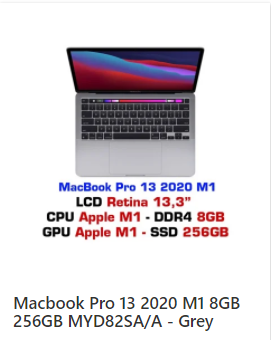 MacBook Pro 13 2020 M1
LCD Retina 13,3”
CPU Apple M1 - DDR4 8GB
GPU Apple M1 - SSD 256GB
Macbook Pro 13 2020 M1 8GB
256GB MYD82SA/A - Grey